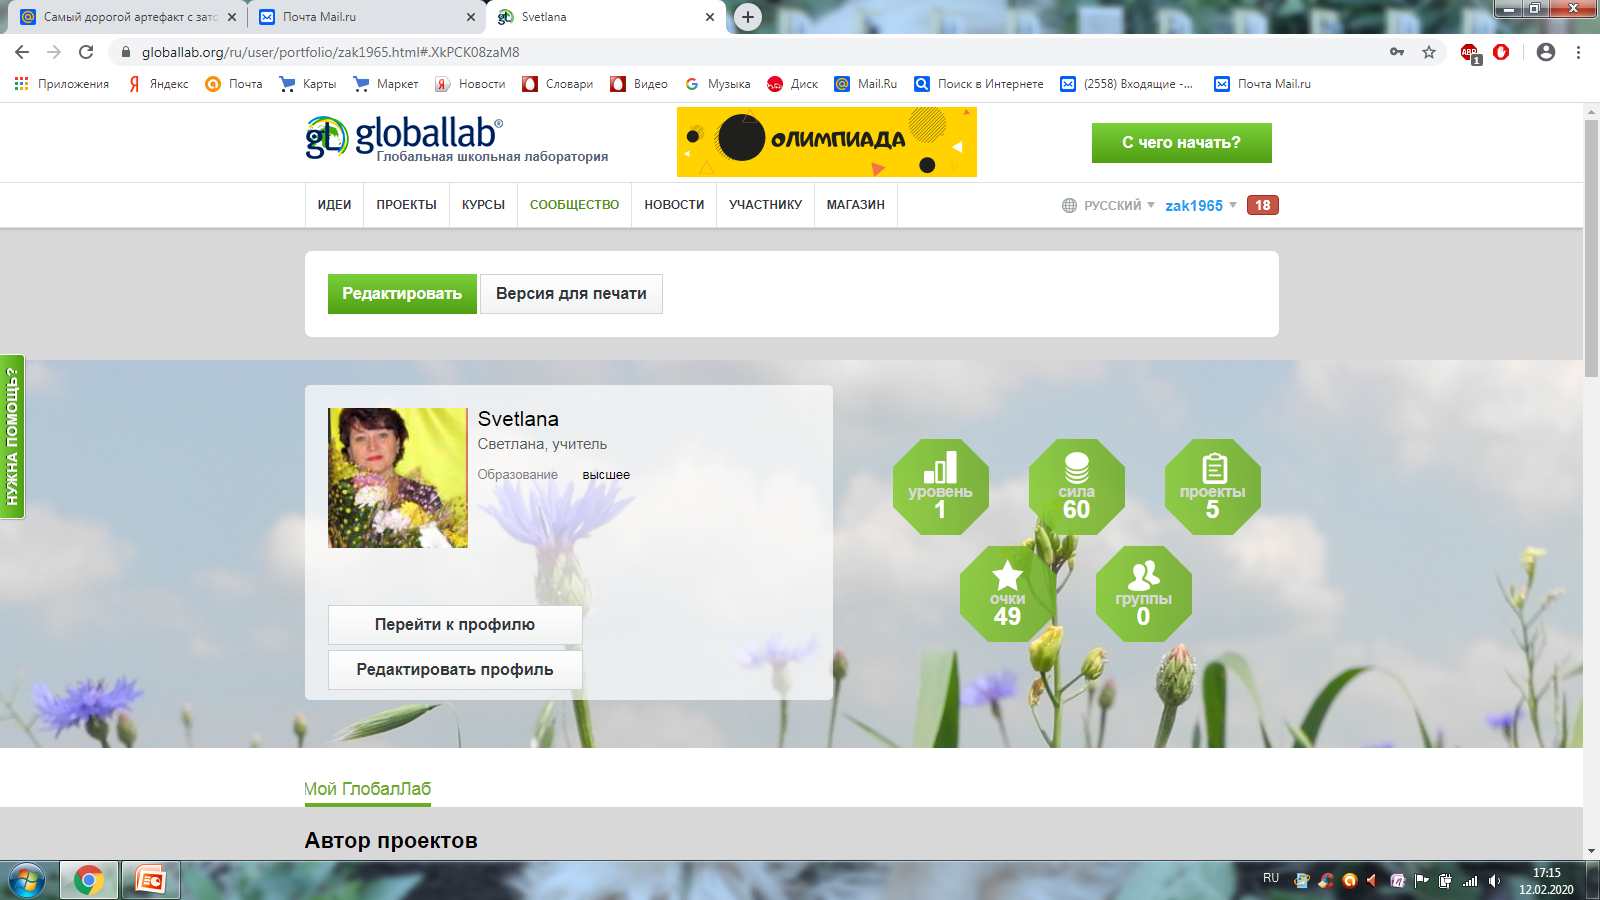 Самый дорогой артефакт с зато
Почта Mail.ru
Svetlana
globallab.org/ru/user/portfolio/zak1965.html#.XkPCK08zaM8
ABP
1
Приложения
Яндекс
Почта
Карты
Маркет
Новости
Словари
Видео
Музыка
Диск
Mail.Ru
Поиск в Интернете
(2558) Входящие -...
Почта Mail.ru
globallab®
Глобальная школьная лаборатория
ОЛИМПИАДА
С чего начать?
ИДЕИ
ПРОЕКТЫ
КУРСЫ
СООБЩЕСТВО
НОВОСТИ
УЧАСТНИКУ
МАГАЗИН
РУССКИЙ
zak1965
18
Редактировать
Версия для печати
НУЖНА ПОМОЩЬ?
Svetlana
Светлана, учитель
Образование высшее
Перейти к профилю
Редактировать профиль
уровень
1
сила
60
проекты
5
очки
49
группы
0
Мой ГлобалЛаб
Автор проектов
RU
17:15
12.02.2020